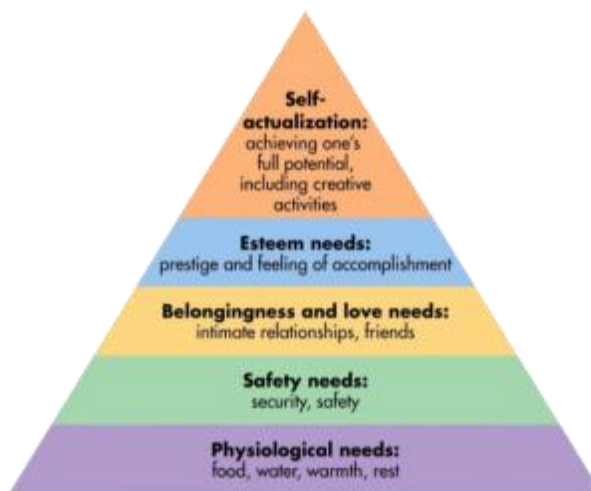 Self-
actualization:
achieving one's
full potential,
including creative
activities
Esteem needs:
prestige and feeling of accomplishment
Belongingness and love needs:
intimate relationships, friends
Safety needs:
security, safety
Physiological needs:
food, water, warmth, rest